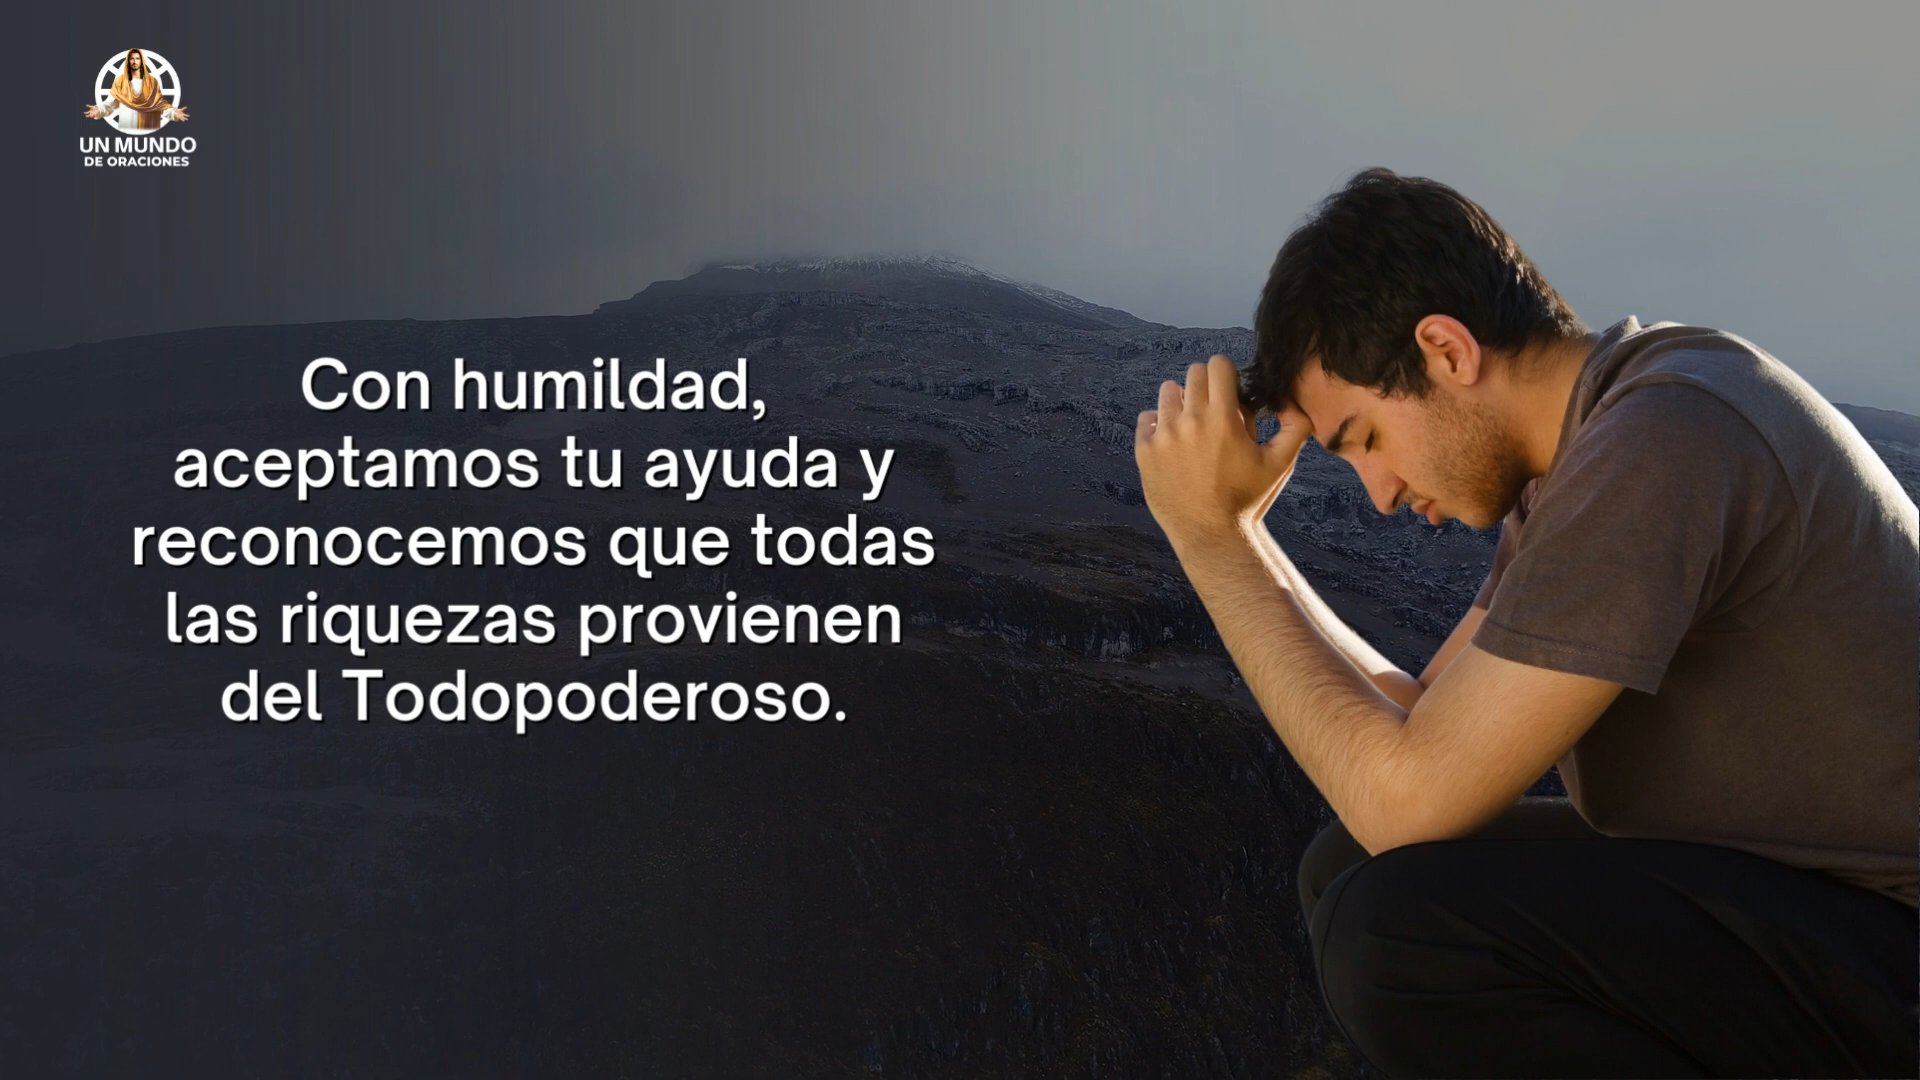 UN MUNDO
DE ORACIONES
Con humildad,
aceptamos tu ayuda y
reconocemos que todas
las riquezas provienen
del Todopoderoso.